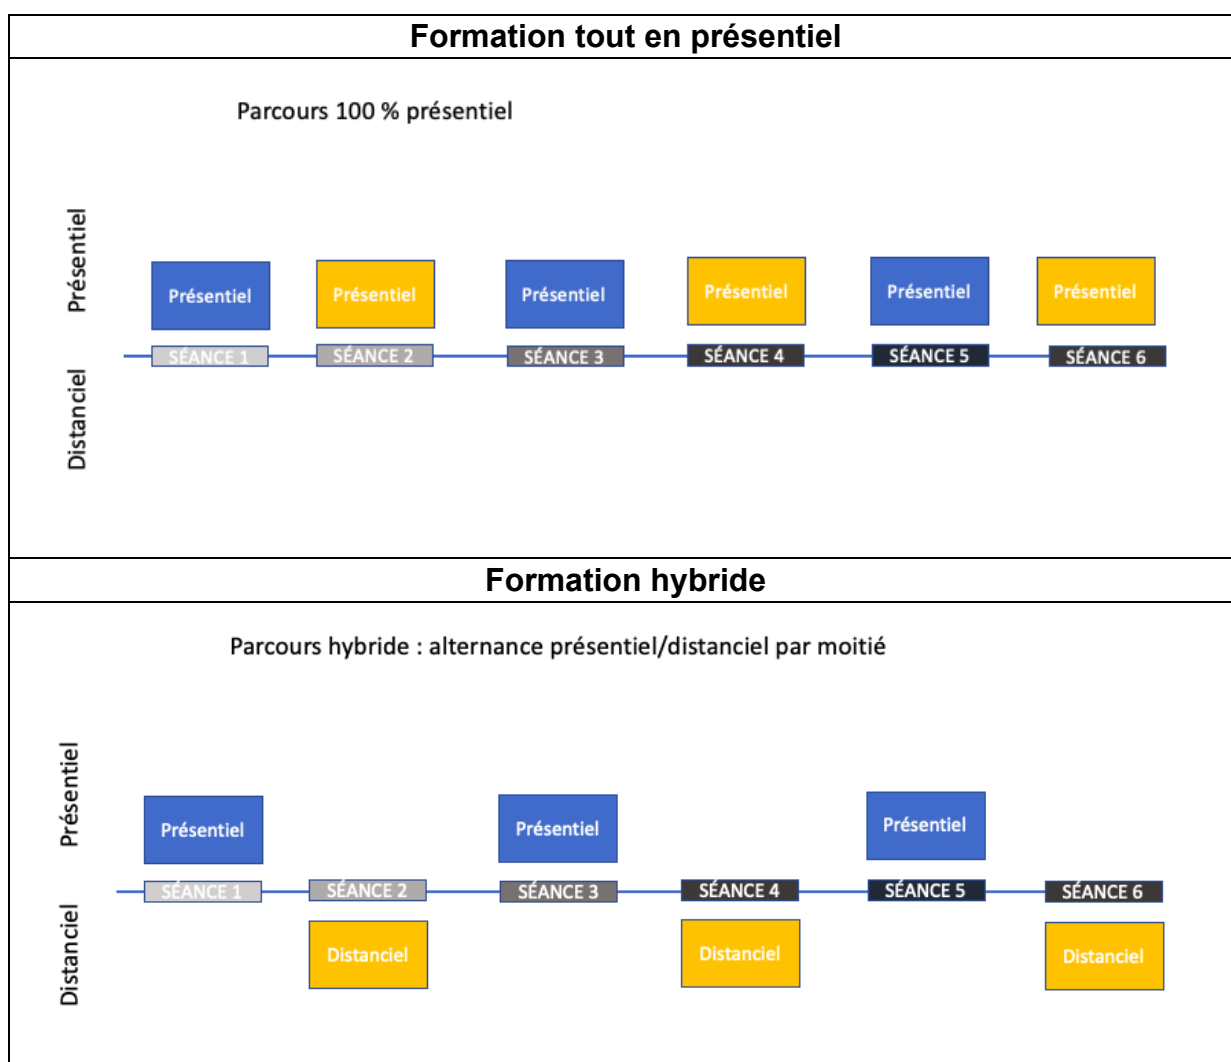 Formation tout en présentiel
Parcours 100 % présentiel
Présentiel
Présentiel Présentiel Présentiel Présentiel Présentiel Présentiel
SÉANCE 1 SÉANCE 2 SÉANCE 3 SÉANCE 4 SÉANCE 5 SÉANCE 6
Distanciel
Formation hybride
Parcours hybride : alternance présentiel/distanciel par moitié
Présentiel
Présentiel Présentiel Présentiel
SÉANCE 1 SÉANCE 2 SÉANCE 3 SÉANCE 4 SÉANCE 5 SÉANCE 6
Distanciel
Distanciel Distanciel Distanciel